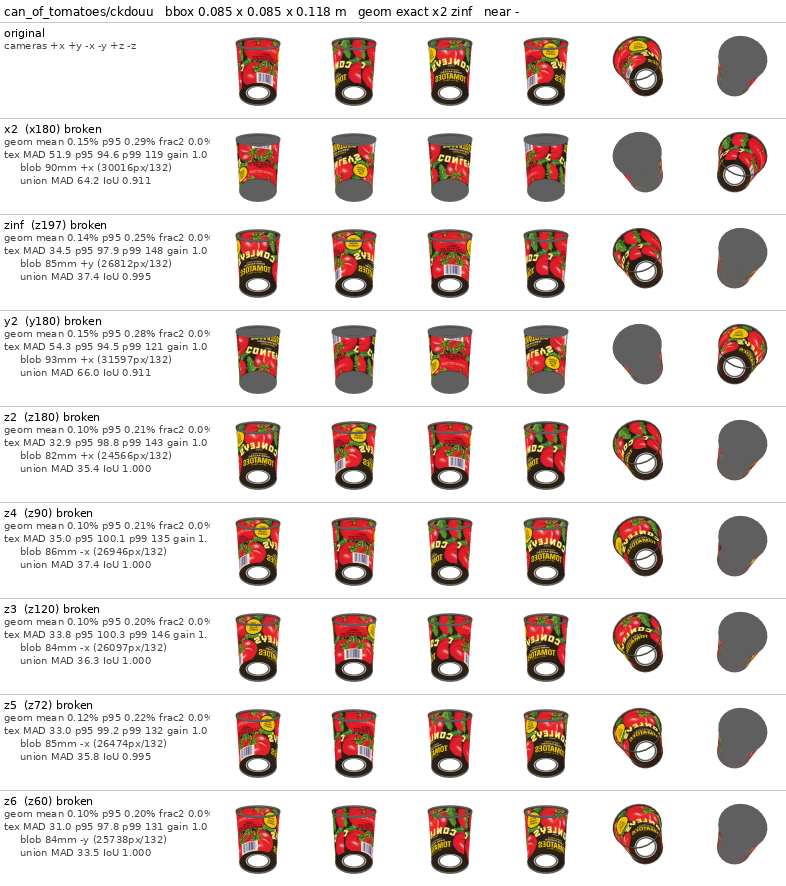 can_of_tomatoes/ckdouu bbox 0.085 x 0.085 x 0.118 m geom exact x2 zinf near -
original
cameras +x +y -x -y +z -z
x2 (x180) broken
geom mean 0.15% p95 0.29% frac2 0.0%
tex MAD 51.9 p95 94.6 p99 119 gain 1.0
blob 90mm +x (30016px/132)
union MAD 64.2 IoU 0.911
zinf (z197) broken
geom mean 0.14% p95 0.25% frac2 0.0%
tex MAD 34.5 p95 97.9 p99 148 gain 1.0
blob 85mm +y (26812px/132)
union MAD 37.4 IoU 0.995
y2 (y180) broken
geom mean 0.15% p95 0.28% frac2 0.0%
tex MAD 54.3 p95 94.5 p99 121 gain 1.0
blob 93mm +x (31597px/132)
union MAD 66.0 IoU 0.911
z2 (z180) broken
geom mean 0.10% p95 0.21% frac2 0.0%
tex MAD 32.9 p95 98.8 p99 143 gain 1.0
blob 82mm +x (24566px/132)
union MAD 35.4 IoU 1.000
z4 (z90) broken
geom mean 0.10% p95 0.21% frac2 0.0%
tex MAD 35.0 p95 100.1 p99 135 gain 1.
blob 86mm -x (26946px/132)
union MAD 37.4 IoU 1.000
z3 (z120) broken
geom mean 0.10% p95 0.20% frac2 0.0%
tex MAD 33.8 p95 100.3 p99 146 gain 1.
blob 84mm -x (26097px/132)
union MAD 36.3 IoU 1.000
z5 (z72) broken
geom mean 0.12% p95 0.22% frac2 0.0%
tex MAD 33.0 p95 99.2 p99 132 gain 1.0
blob 85mm -x (26474px/132)
union MAD 35.8 IoU 0.995
z6 (z60) broken
geom mean 0.10% p95 0.20% frac2 0.0%
tex MAD 31.0 p95 97.8 p99 131 gain 1.0
blob 84mm -y (25738px/132)
union MAD 33.5 IoU 1.000